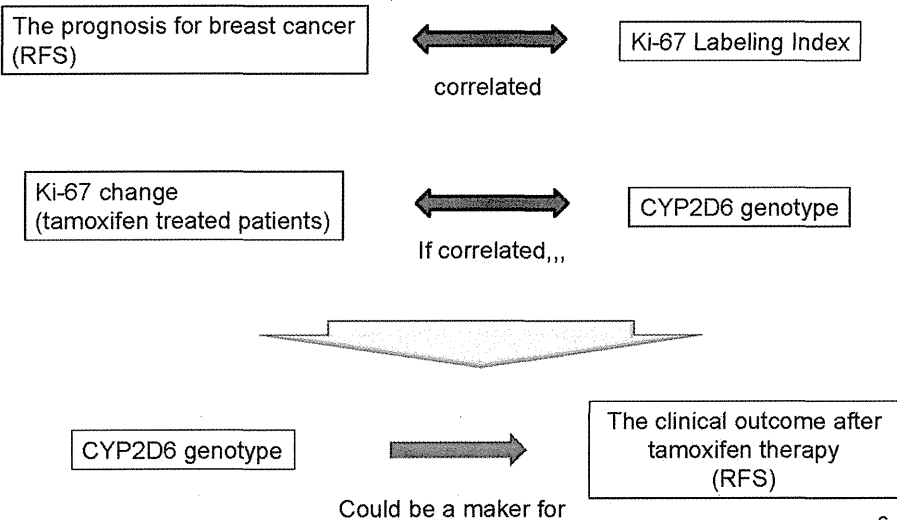 The prognosis for breast cancer
(RFS)
Ki-67 Labeling Index
correlated
Ki-67 change
(tamoxifen treated patients)
CYP2D6 genotype
If correlated,,,
CYP2D6 genotype
The clinical outcome after
tamoxifen therapy
(RFS)
Could be a maker for